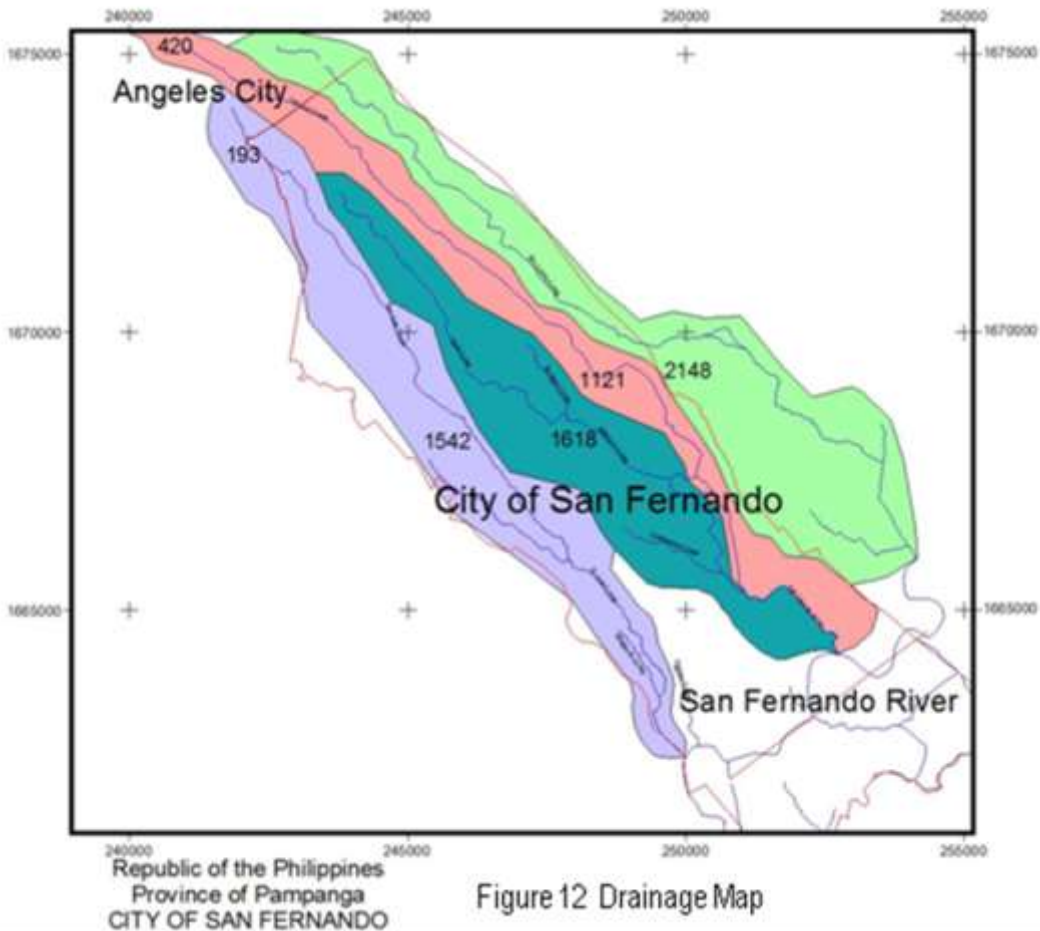 240000 245000 250000 255000
1675000 1675000
420
Angeles City
193
1670000 1670000
1121 2148
1542 1618
City of San Fernando
1665000 1665000
San Fernando River
240000 245000 250000 255000
Republic of the Philippines
Province of Pampanga
CITY OF SAN FERNANDO
Figure 12 Drainage Map